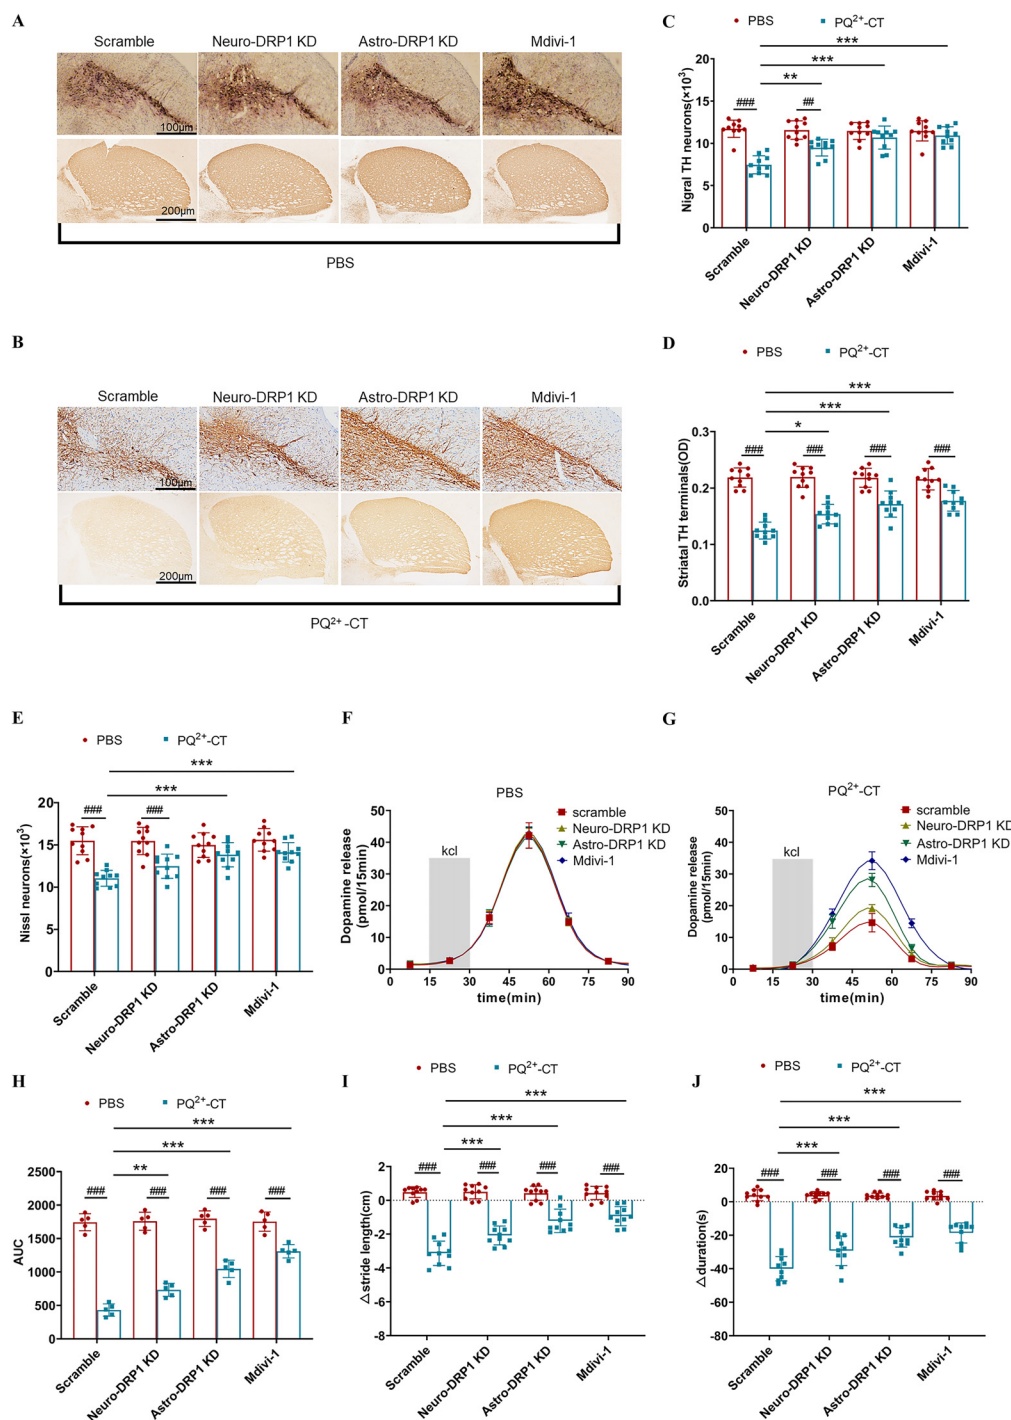 A
Scramble Neuro-DRP1 KD Astro-DRP1 KD Mdivi-1
100μm
200μm
PBS
B
Scramble Neuro-DRP1 KD Astro-DRP1 KD Mdivi-1
100μm
200μm
PQ²⁺-CT
C
PBS PQ²⁺-CT
***
***
**
### ##
Nigral TH neurons(×10³)
20
15
10
5
0
Scramble
Neuro-DRP1 KD
Astro-DRP1 KD
Mdivi-1
D
PBS PQ²⁺-CT
***
***
*
### ### ### ###
Striatal TH terminals(OD)
0.3
0.2
0.1
0.0
Scramble
Neuro-DRP1 KD
Astro-DRP1 KD
Mdivi-1
E
PBS PQ²⁺-CT
***
***
### ###
Nissl neurons(×10³)
20
15
10
5
0
Scramble
Neuro-DRP1 KD
Astro-DRP1 KD
Mdivi-1
F
PBS
scramble
Neuro-DRP1 KD
Astro-DRP1 KD
Mdivi-1
kcl
Dopamine release
(pmol/15min)
50
40
30
20
10
0
0 15 30 45 60 75 90
time(min)
G
PQ²⁺-CT
scramble
Neuro-DRP1 KD
Astro-DRP1 KD
Mdivi-1
kcl
Dopamine release
(pmol/15min)
50
40
30
20
10
0
0 15 30 45 60 75 90
time(min)
H
PBS PQ²⁺-CT
***
***
**
### ### ### ###
AUC
2500
2000
1500
1000
500
0
Scramble
Neuro-DRP1 KD
Astro-DRP1 KD
Mdivi-1
I
PBS PQ²⁺-CT
***
***
***
### ### ### ###
△stride length(cm)
2
0
-2
-4
-6
-8
Scramble
Neuro-DRP1 KD
Astro-DRP1 KD
Mdivi-1
J
PBS PQ²⁺-CT
***
***
***
### ### ### ###
△duration(s)
20
0
-20
-40
-60
-80
Scramble
Neuro-DRP1 KD
Astro-DRP1 KD
Mdivi-1